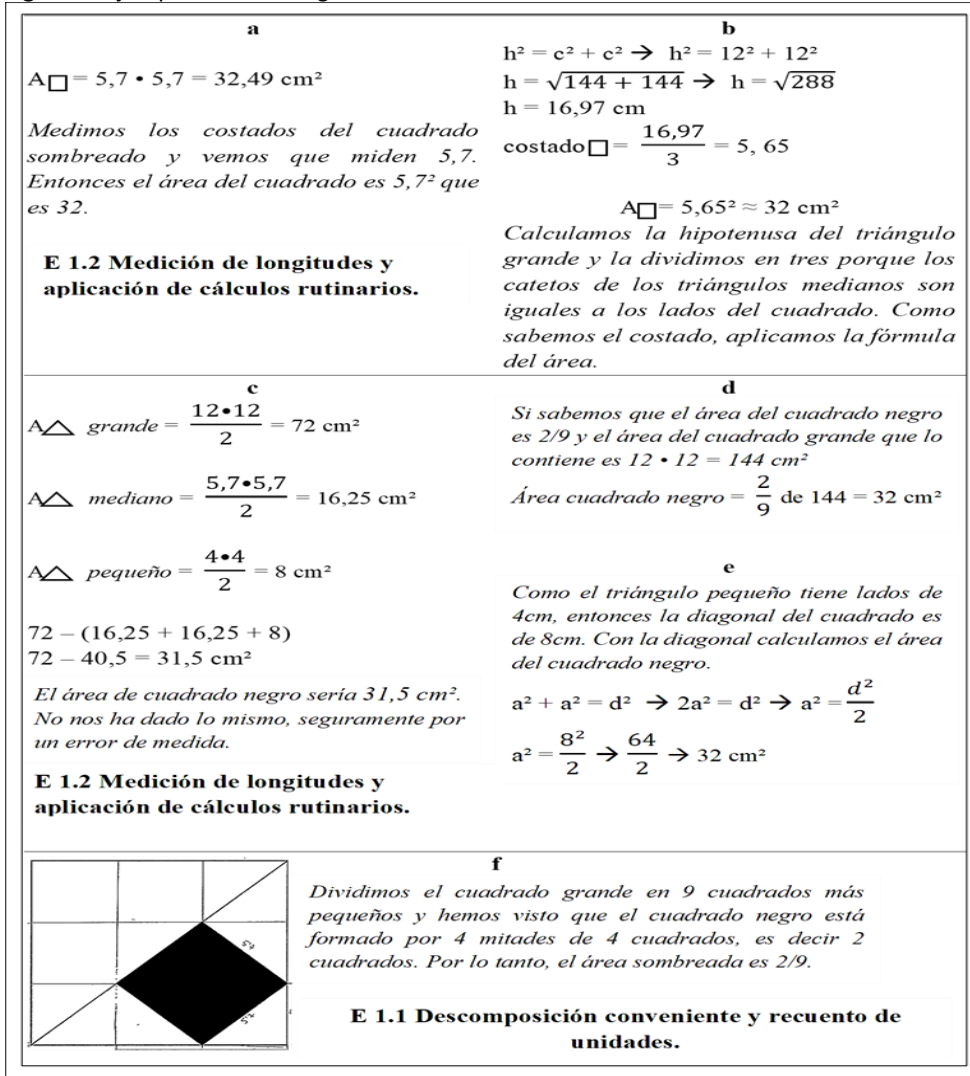 a
A□ = 5,7 • 5,7 = 32,49 cm²
Medimos los costados del cuadrado
sombreado y vemos que miden 5,7.
Entonces el área del cuadrado es 5,7² que
es 32.
E 1.2 Medición de longitudes y
aplicación de cálculos rutinarios.
b
h² = c² + c² → h² = 12² + 12²
h = √144 + 144 → h = √288
h = 16,97 cm
costado□ = 16,97/3 = 5, 65
A□ = 5,65² ≈ 32 cm²
Calculamos la hipotenusa del triángulo
grande y la dividimos en tres porque los
catetos de los triángulos medianos son
iguales a los lados del cuadrado. Como
sabemos el costado, aplicamos la fórmula
del área.
c
A△ grande = 12•12/2 = 72 cm²
A△ mediano = 5,7•5,7/2 = 16,25 cm²
A△ pequeño = 4•4/2 = 8 cm²
72 – (16,25 + 16,25 + 8)
72 – 40,5 = 31,5 cm²
El área de cuadrado negro sería 31,5 cm².
No nos ha dado lo mismo, seguramente por
un error de medida.
E 1.2 Medición de longitudes y
aplicación de cálculos rutinarios.
d
Si sabemos que el área del cuadrado negro
es 2/9 y el área del cuadrado grande que lo
contiene es 12 • 12 = 144 cm²
Área cuadrado negro = 2/9 de 144 = 32 cm²
e
Como el triángulo pequeño tiene lados de
4cm, entonces la diagonal del cuadrado es
de 8cm. Con la diagonal calculamos el área
del cuadrado negro.
a² + a² = d² → 2a² = d² → a² = d²/2
a² = 8²/2 → 64/2 → 32 cm²
f
Dividimos el cuadrado grande en 9 cuadrados más
pequeños y hemos visto que el cuadrado negro está
formado por 4 mitades de 4 cuadrados, es decir 2
cuadrados. Por lo tanto, el área sombreada es 2/9.
E 1.1 Descomposición conveniente y recuento de
unidades.